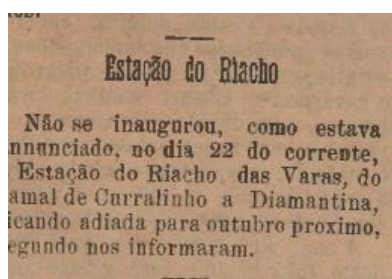 Estação do Riacho
Não se inaugurou, como estava
nnunciado, no dia 22 do corrente,
Estação do Riacho das Varas, do
amal de Curralinho a Diamantina,
icando adiada para outubro proximo,
egundo nos informaram.